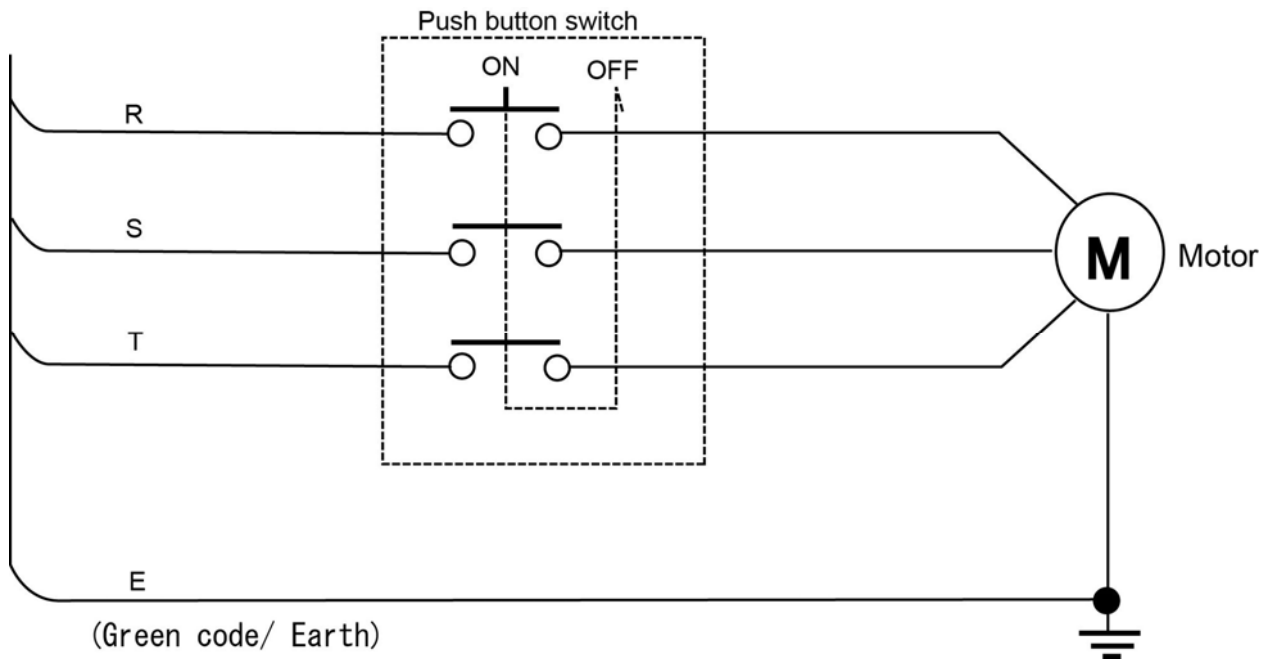 Push button switch
ON OFF
R
S
M Motor
T
E
(Green code/ Earth)